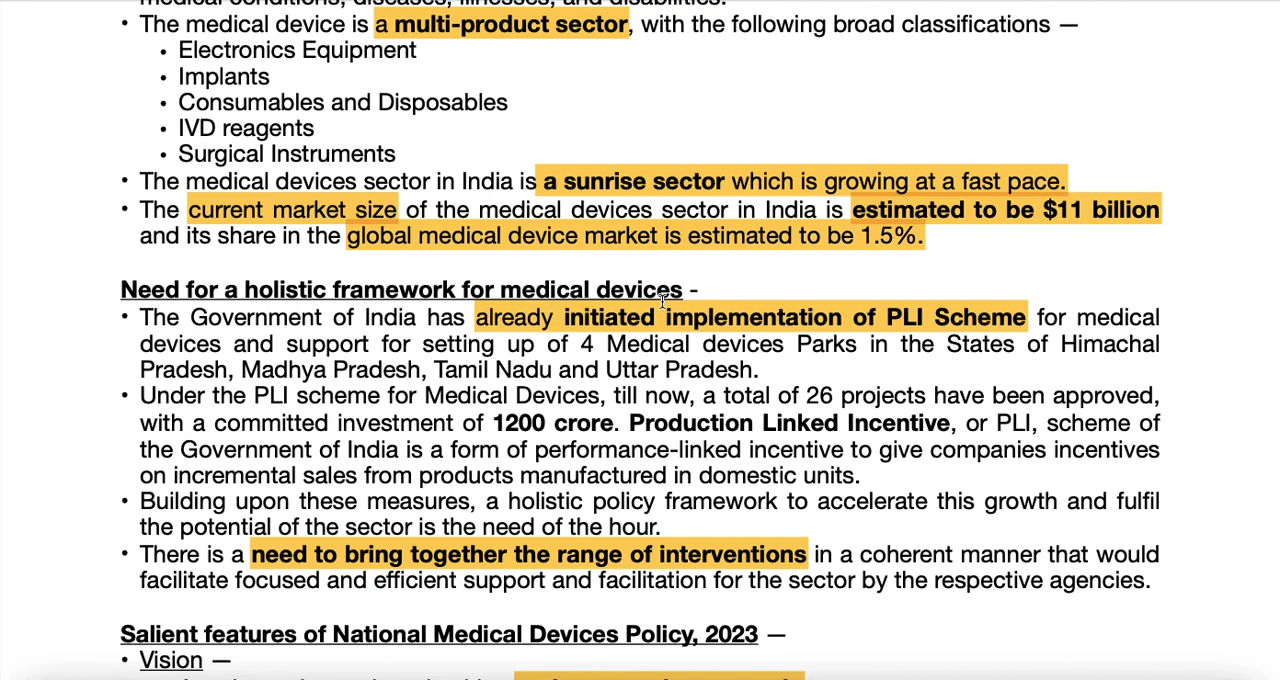 medical conditions, diseases, illnesses, and disabilities.
• The medical device is a multi-product sector, with the following broad classifications —
• Electronics Equipment
• Implants
• Consumables and Disposables
• IVD reagents
• Surgical Instruments
• The medical devices sector in India is a sunrise sector which is growing at a fast pace.
• The current market size of the medical devices sector in India is estimated to be $11 billion
and its share in the global medical device market is estimated to be 1.5%.
Need for a holistic framework for medical devices -
• The Government of India has already initiated implementation of PLI Scheme for medical
devices and support for setting up of 4 Medical devices Parks in the States of Himachal
Pradesh, Madhya Pradesh, Tamil Nadu and Uttar Pradesh.
• Under the PLI scheme for Medical Devices, till now, a total of 26 projects have been approved,
with a committed investment of 1200 crore. Production Linked Incentive, or PLI, scheme of
the Government of India is a form of performance-linked incentive to give companies incentives
on incremental sales from products manufactured in domestic units.
• Building upon these measures, a holistic policy framework to accelerate this growth and fulfil
the potential of the sector is the need of the hour.
• There is a need to bring together the range of interventions in a coherent manner that would
facilitate focused and efficient support and facilitation for the sector by the respective agencies.
Salient features of National Medical Devices Policy, 2023 —
• Vision —